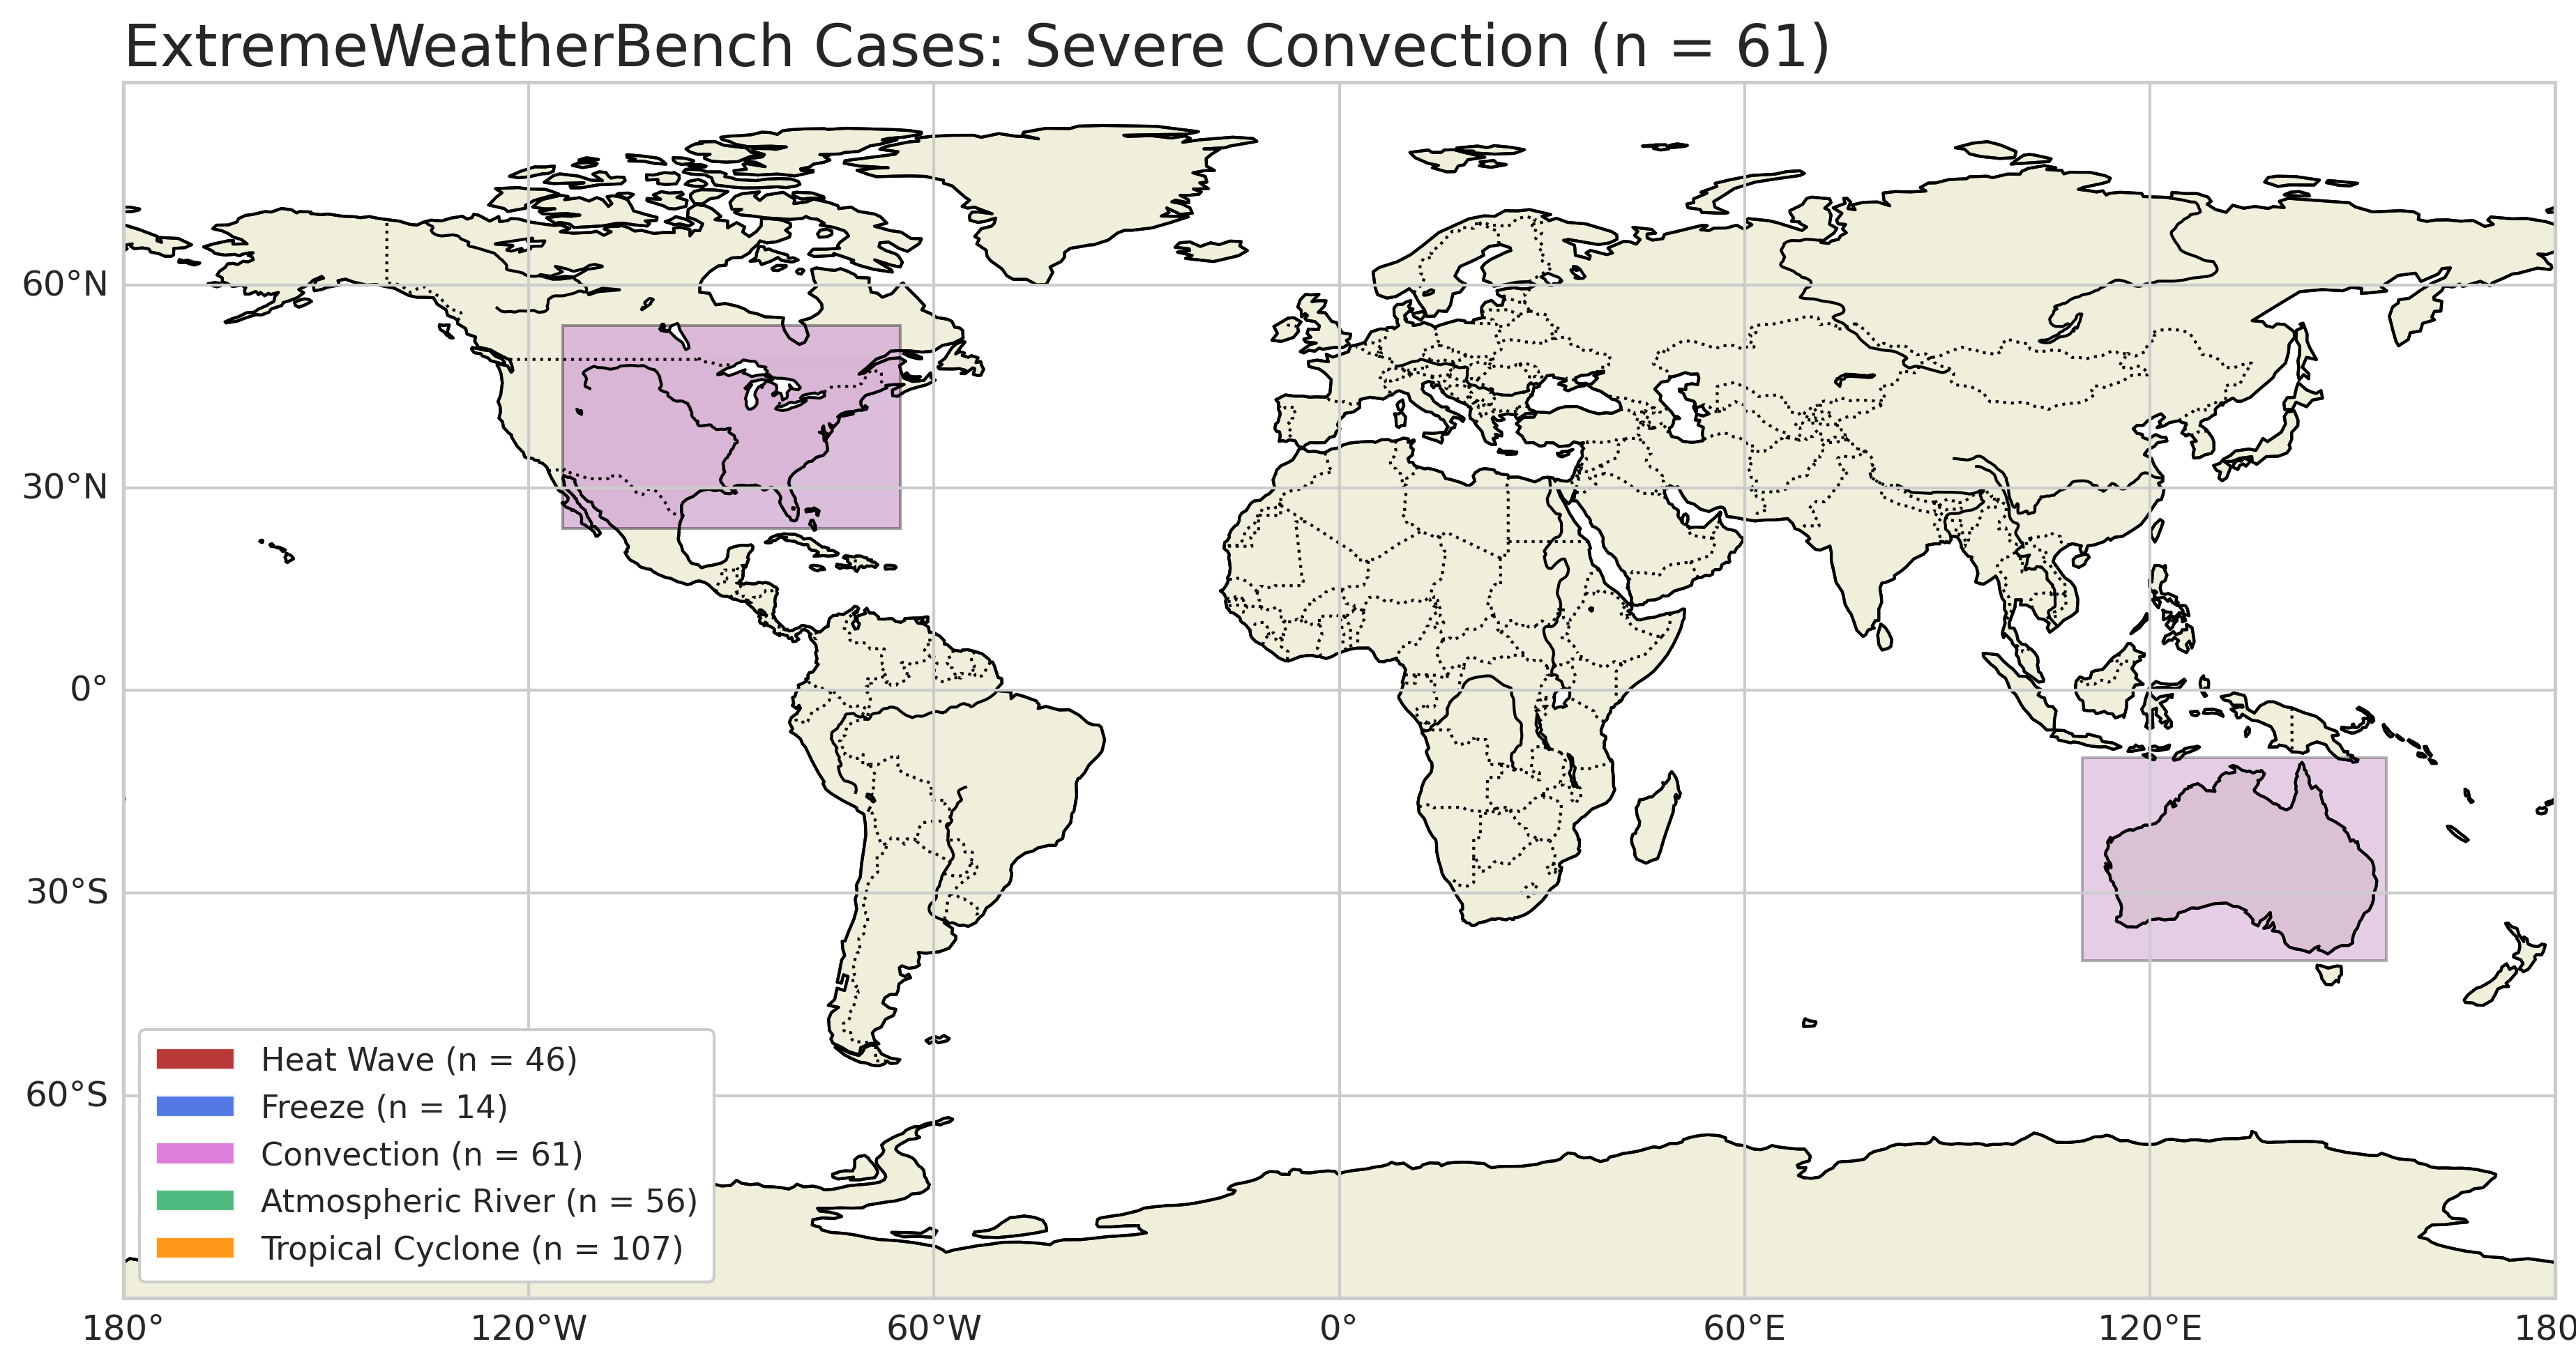 ExtremeWeatherBench Cases: Severe Convection (n = 61)
60°N
30°N
0°
30°S
60°S
Heat Wave (n = 46)
Freeze (n = 14)
Convection (n = 61)
Atmospheric River (n = 56)
Tropical Cyclone (n = 107)
180° 120°W 60°W 0° 60°E 120°E 180